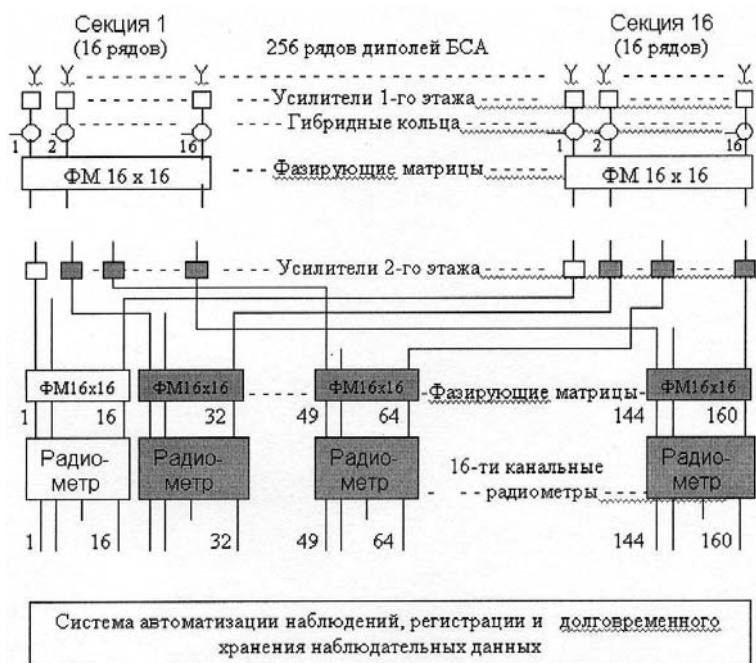 Секция 1
(16 рядов)
256 рядов диполей БСА
Секция 16
(16 рядов)
Усилители 1-го этажа
Гибридные кольца
1 2 16 1 2 16
ФМ 16 х 16
Фазирующие матрицы
ФМ 16 х 16
Усилители 2-го этажа
ФМ16х16
ФМ16х16
ФМ16х16
Фазирующие матрицы
ФМ16х16
1 16 32 49 64 144 160
Радио-
метр
Радио-
метр
Радио-
метр
16-ти канальные
радиометры
Радио-
метр
1 16 32 49 64 144 160
Система автоматизации наблюдений, регистрации и долговременного
хранения наблюдательных данных